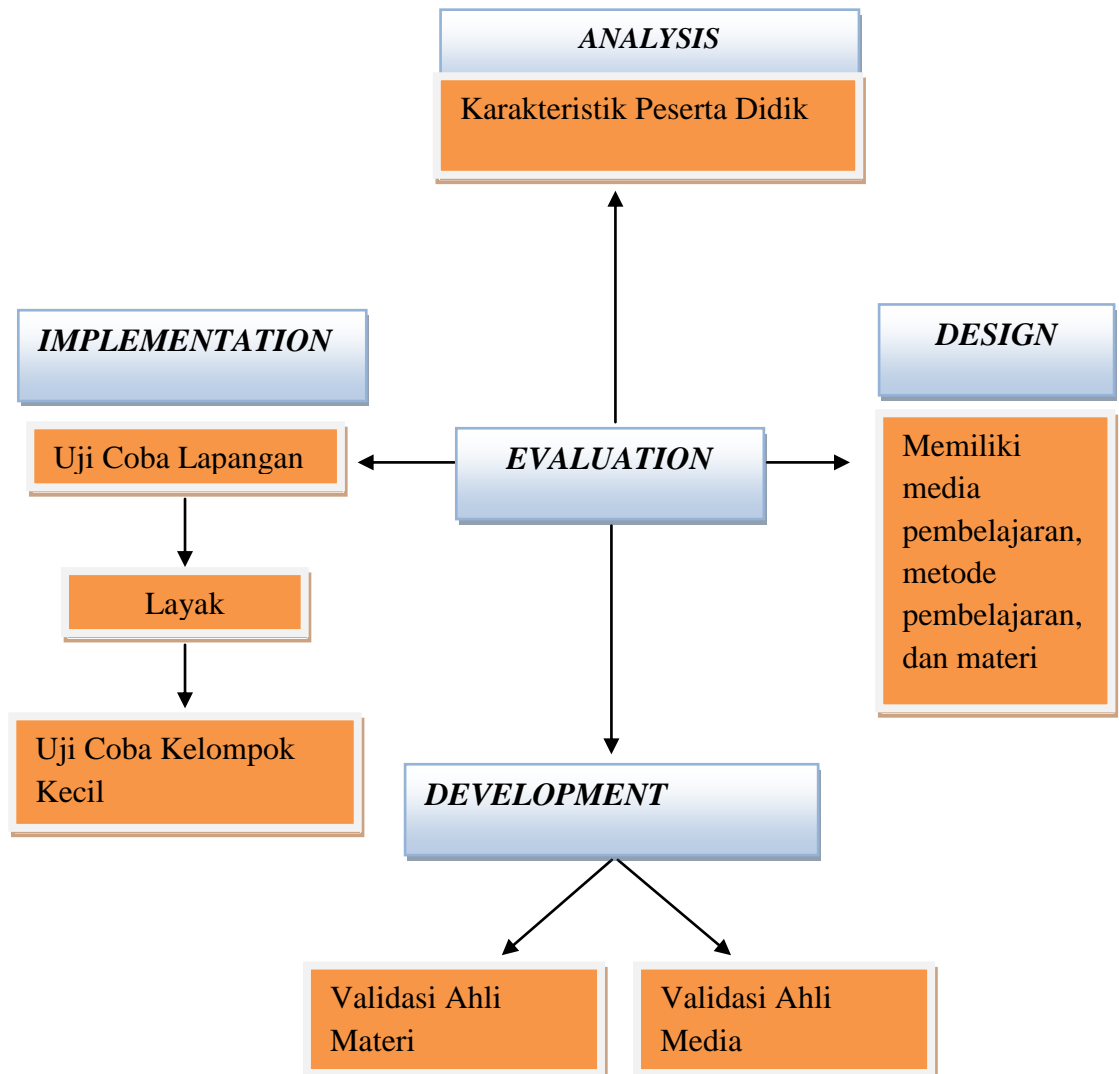 ANALYSIS
Karakteristik Peserta Didik
IMPLEMENTATION
Uji Coba Lapangan
Layak
Uji Coba Kelompok
Kecil
EVALUATION
DESIGN
Memiliki
media
pembelajaran,
metode
pembelajaran,
dan materi
DEVELOPMENT
Validasi Ahli
Materi
Validasi Ahli
Media